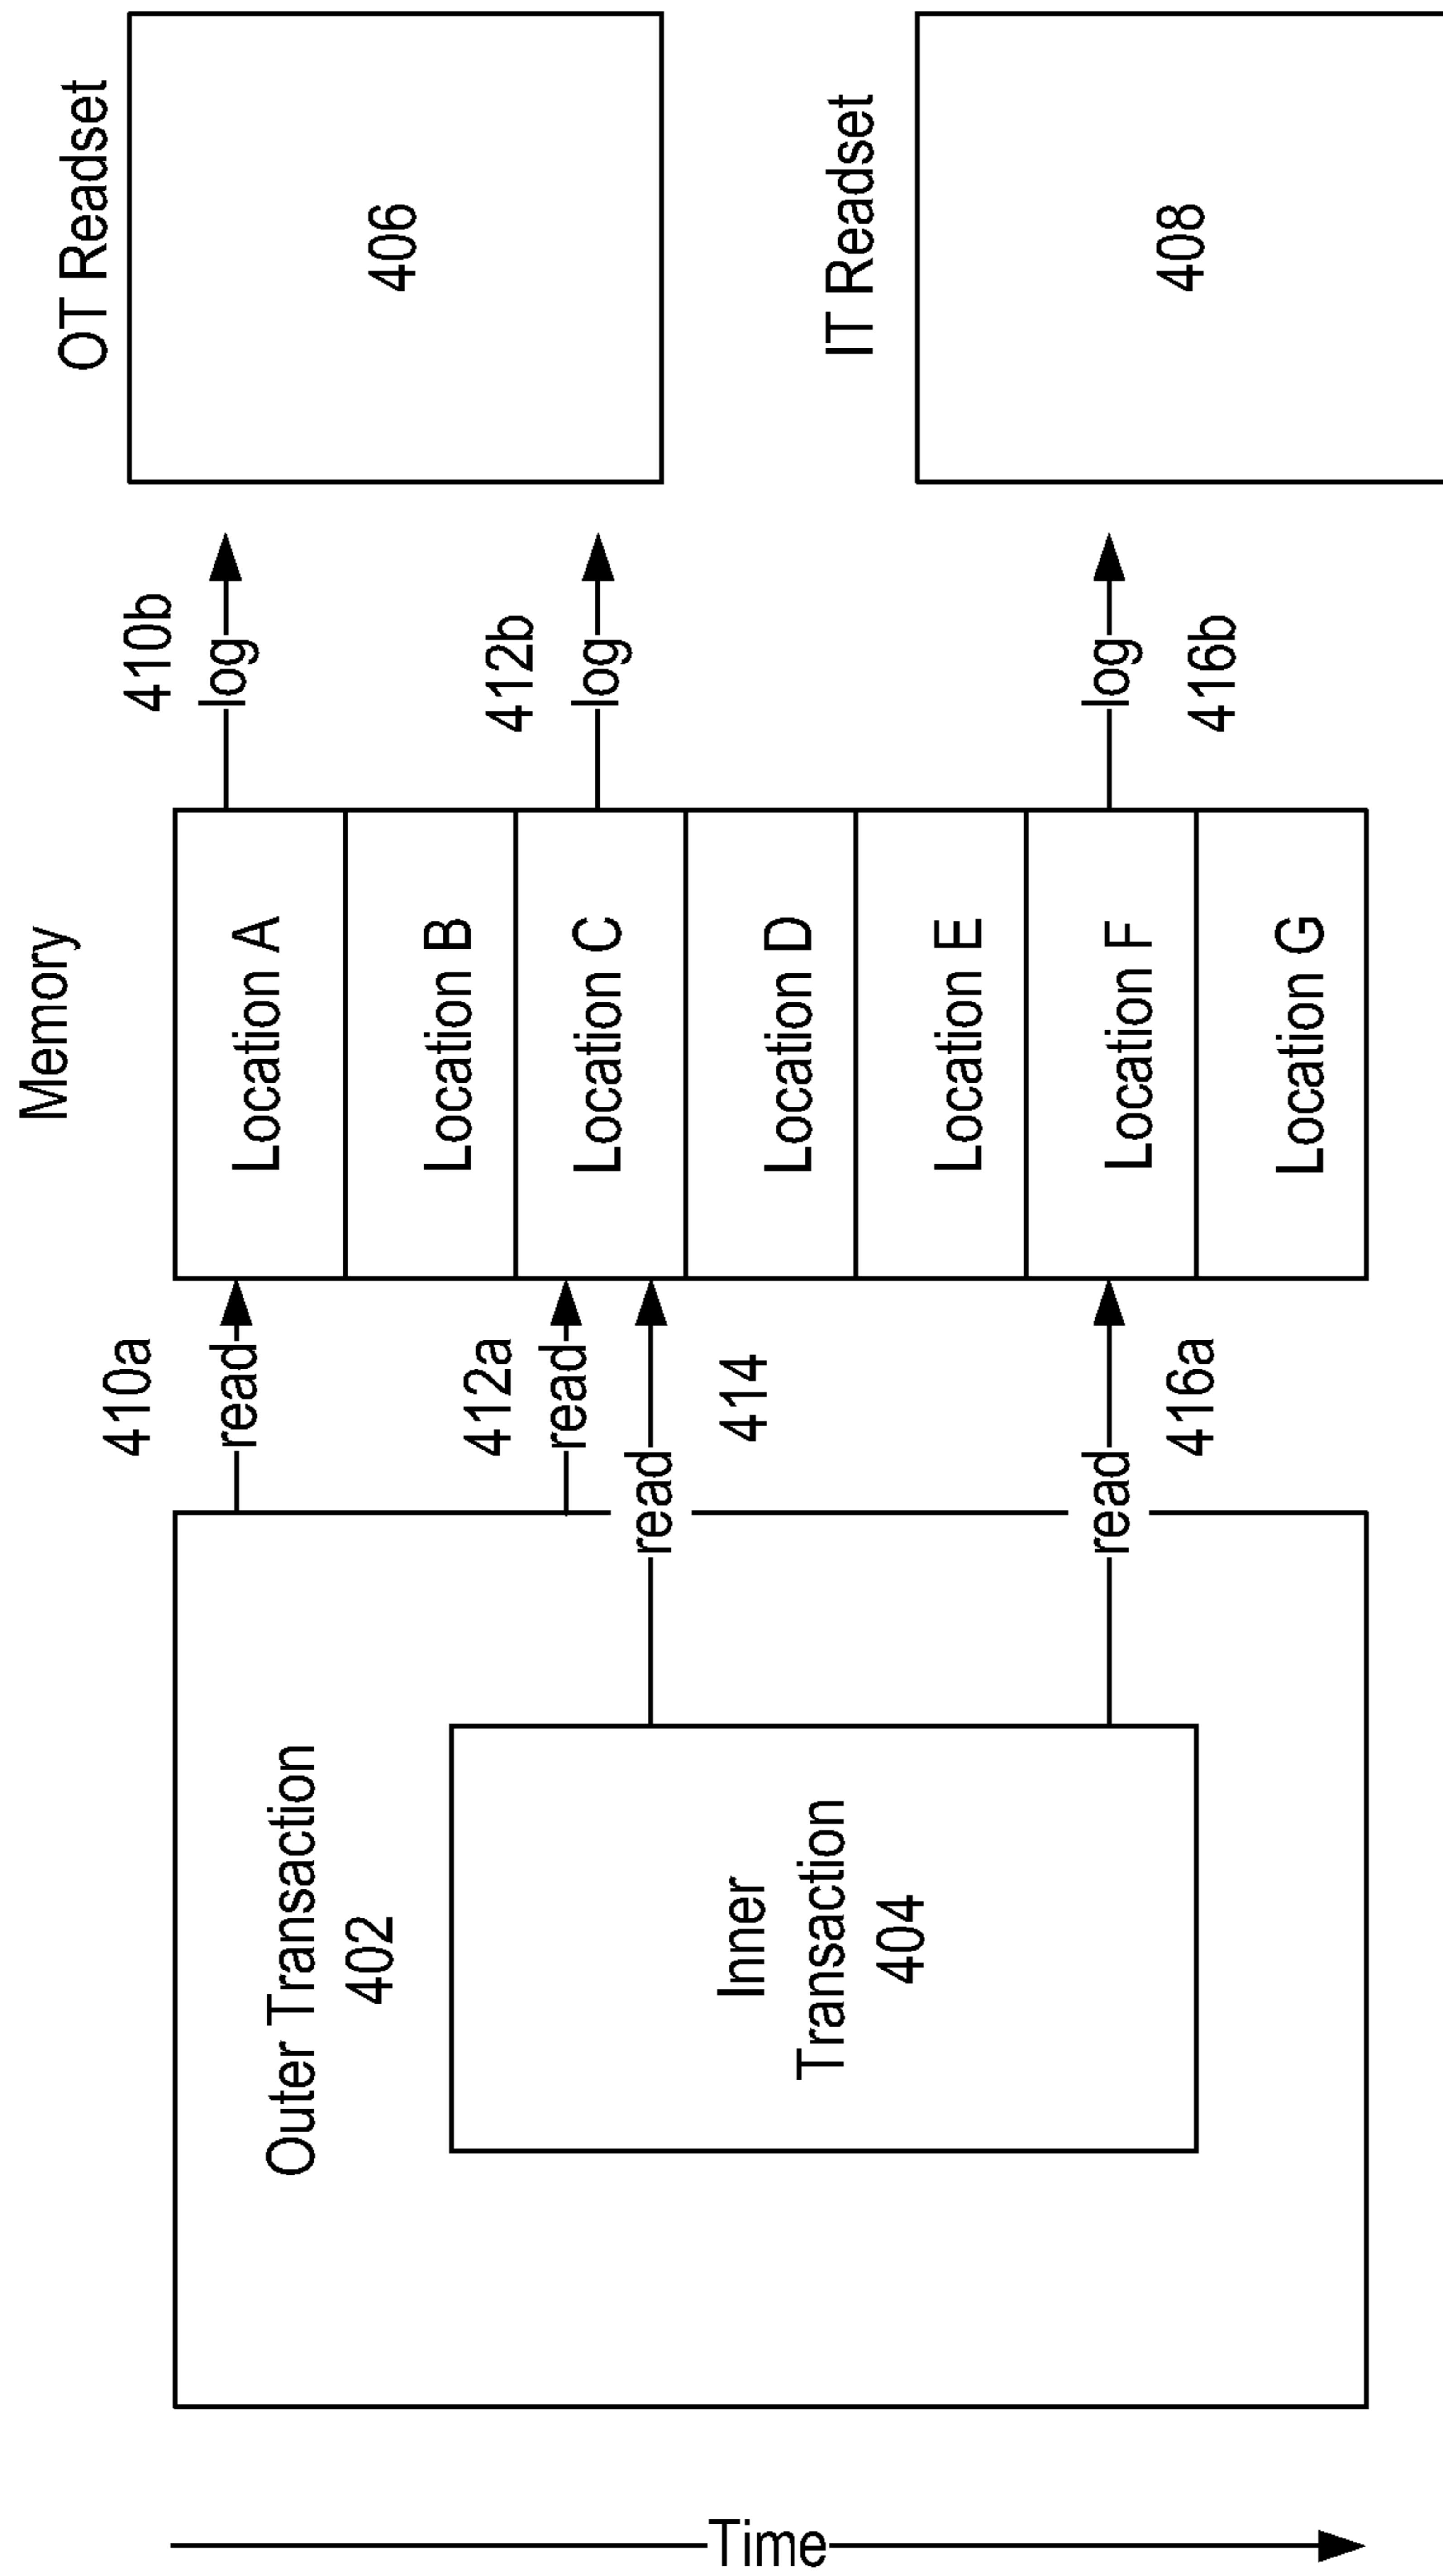 Time
Outer Transaction
402
Inner
Transaction
404
410a
read
412a
read
read
414
read
416a
Memory
Location A
Location B
Location C
Location D
Location E
Location F
Location G
410b
log
412b
log
log
416b
OT Readset
406
IT Readset
408